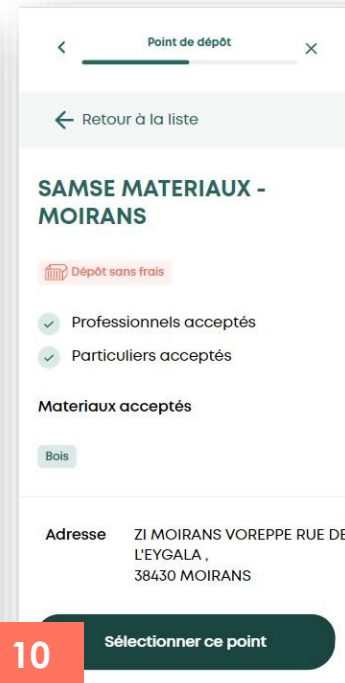 Point de dépôt
Retour à la liste
SAMSE MATERIAUX -
MOIRANS
Dépôt sans frais
Professionnels acceptés
Particuliers acceptés
Materiaux acceptés
Bois
Adresse ZI MOIRANS VOREPPE RUE DE
L'EYGALA ,
38430 MOIRANS
Sélectionner ce point
10